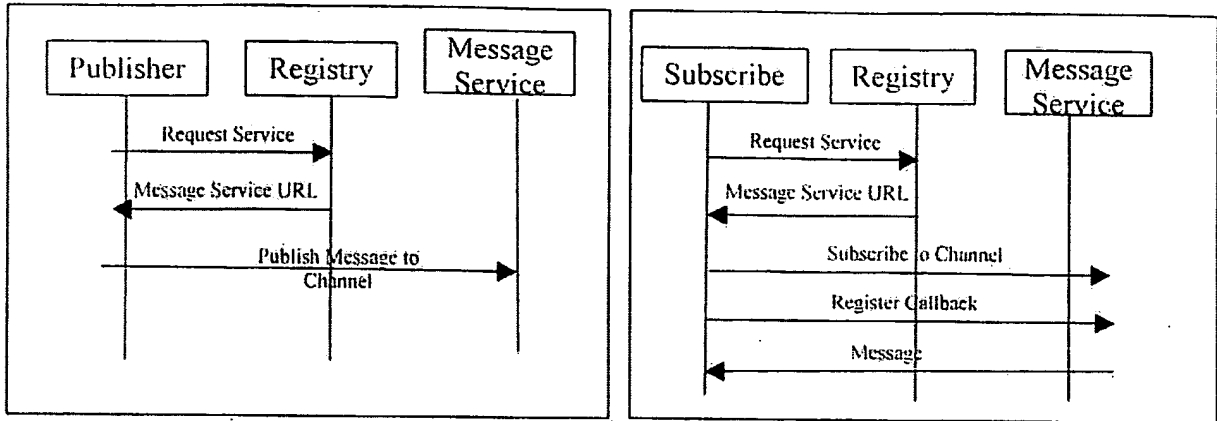 Publisher
Registry
Message
Service
Request Service
Message Service URL
Publish Message to
Channel
Subscribe
Registry
Message
Service
Request Service
Message Service URL
Subscribe to Channel
Register Callback
Message